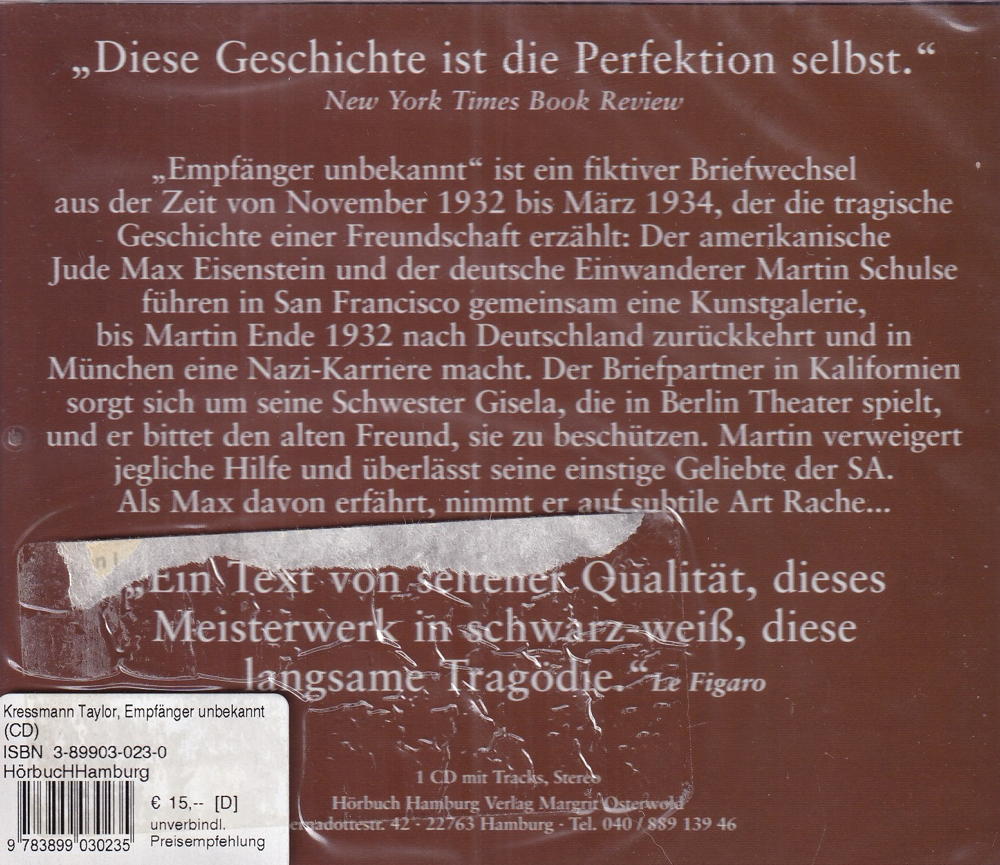 „Diese Geschichte ist die Perfektion selbst.“
New York Times Book Review
„Empfänger unbekannt“ ist ein fiktiver Briefwechsel
aus der Zeit von November 1932 bis März 1934, der die tragische
Geschichte einer Freundschaft erzählt: Der amerikanische
Jude Max Eisenstein und der deutsche Einwanderer Martin Schulse
führen in San Francisco gemeinsam eine Kunstgalerie,
bis Martin Ende 1932 nach Deutschland zurückkehrt und in
München eine Nazi-Karriere macht. Der Briefpartner in Kalifornien
sorgt sich um seine Schwester Gisela, die in Berlin Theater spielt,
und er bittet den alten Freund, sie zu beschützen. Martin verweigert
jegliche Hilfe und überlässt seine einstige Geliebte der SA.
Als Max davon erfährt, nimmt er auf subtile Art Rache...
„Ein Text von seltener Qualität, dieses
Meisterwerk in schwarz-weiß, diese
langsame Tragödie.“ Le Figaro
1 CD mit Tracks, Stereo
Hörbuch Hamburg Verlag Margrit Osterwold
ernadottestr. 42 · 22763 Hamburg · Tel. 040 / 889 139 46
Kressmann Taylor, Empfänger unbekannt
(CD)
ISBN 3-89903-023-0
HörbucHHamburg
€ 15,-- [D]
unverbindl.
Preisempfehlung
9 783899 030235